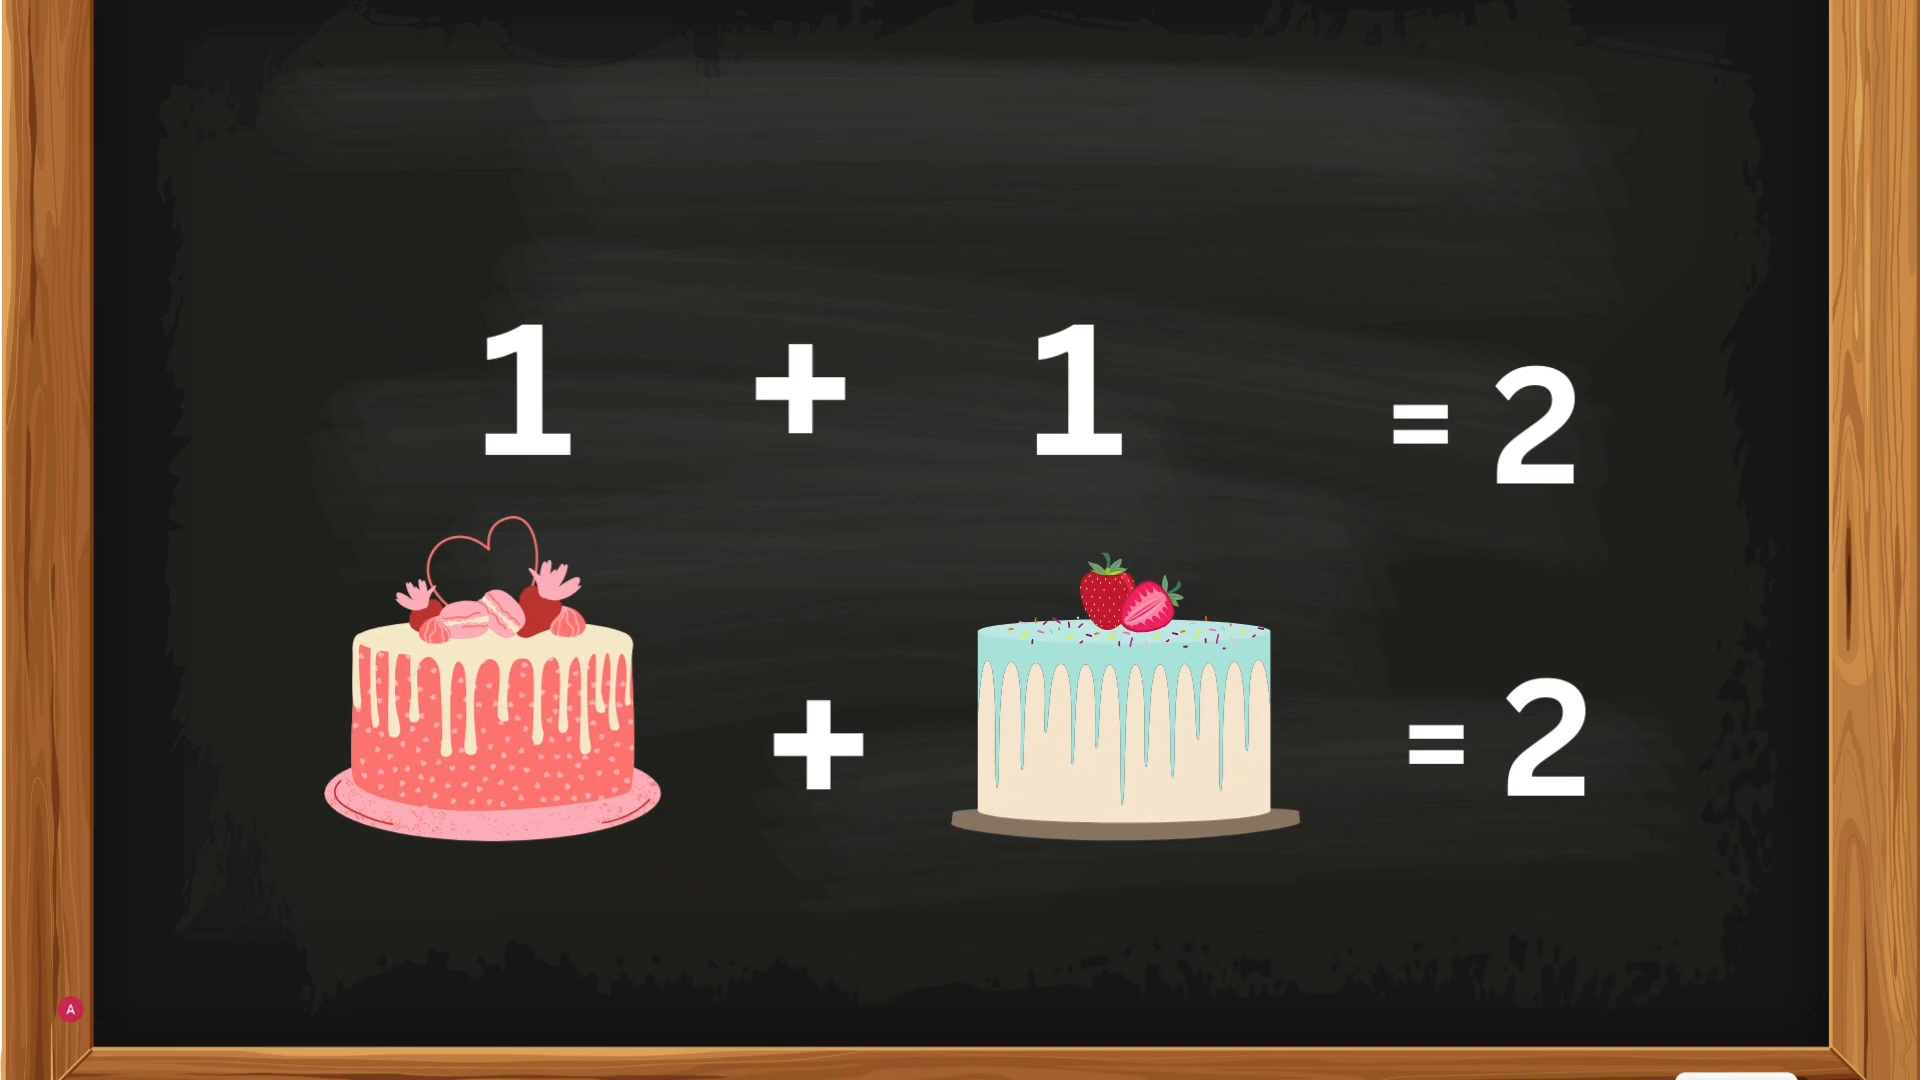 1 + 1 = 2
+ = 2
A